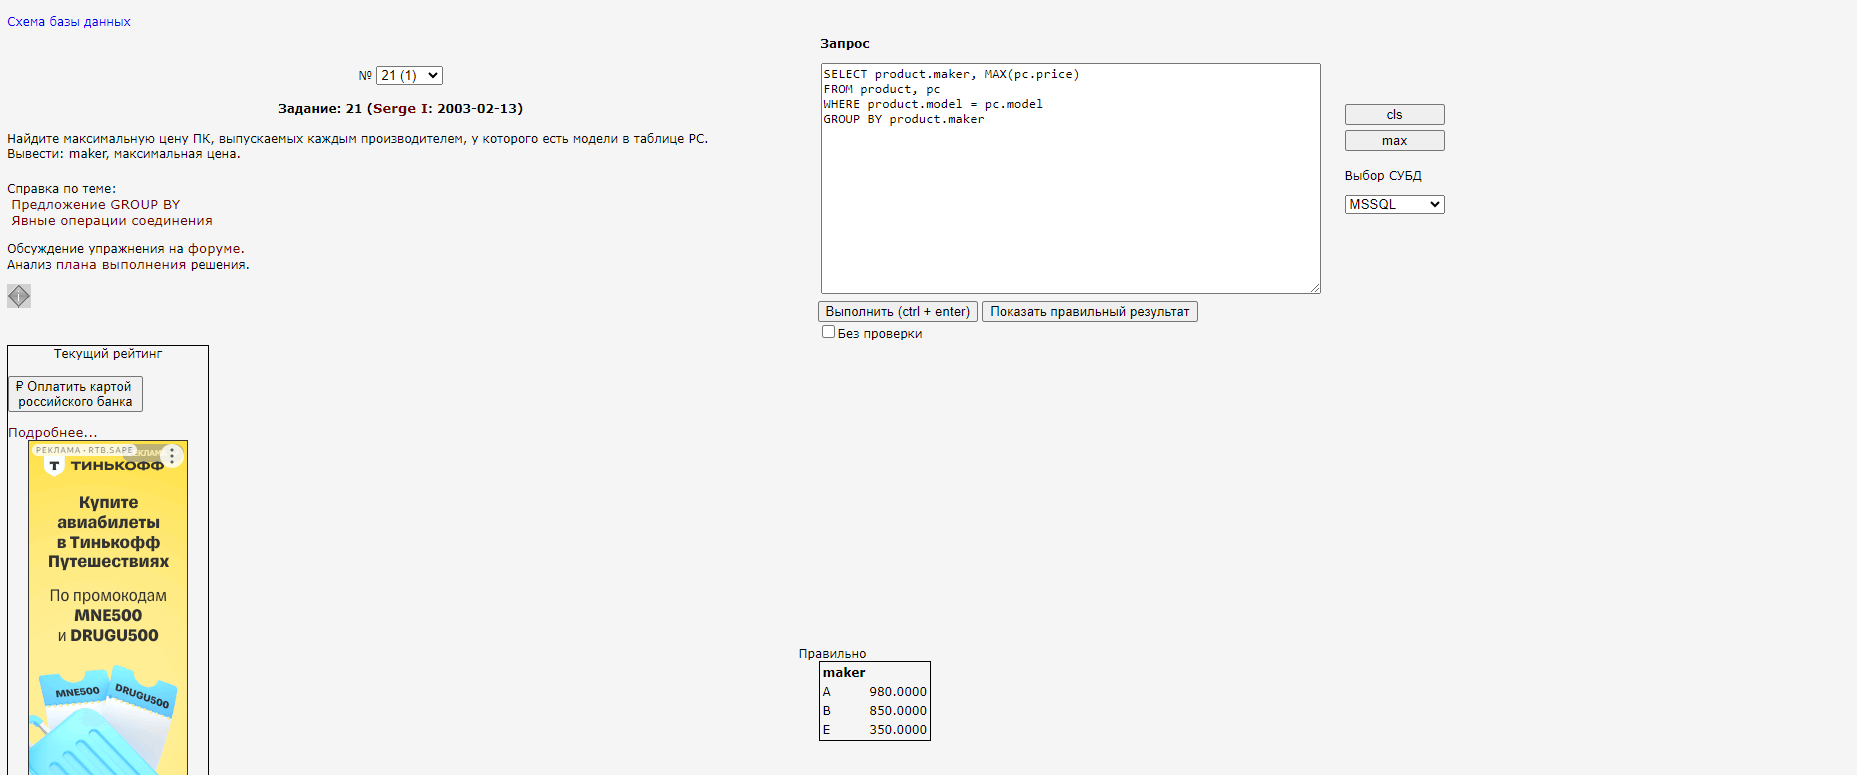 Схема базы данных
№ 21 (1)
Задание: 21 (Serge I: 2003-02-13)
Найдите максимальную цену ПК, выпускаемых каждым производителем, у которого есть модели в таблице PC.
Вывести: maker, максимальная цена.
Справка по теме:
Предложение GROUP BY
Явные операции соединения
Обсуждение упражнения на форуме.
Анализ плана выполнения решения.
Текущий рейтинг
₽ Оплатить картой
российского банка
Подробнее...
РЕКЛАМА • RTB.SAPE
ТИНЬКОФФ
Купите
авиабилеты
в Тинькофф
Путешествиях
По промокодам
MNE500
и DRUGU500
MNE500
DRUGU500
Запрос
SELECT product.maker, MAX(pc.price)
FROM product, pc
WHERE product.model = pc.model
GROUP BY product.maker
cls
max
Выбор СУБД
MSSQL
Выполнить (ctrl + enter) Показать правильный результат
Без проверки
Правильно
maker
A 980.0000
B 850.0000
E 350.0000